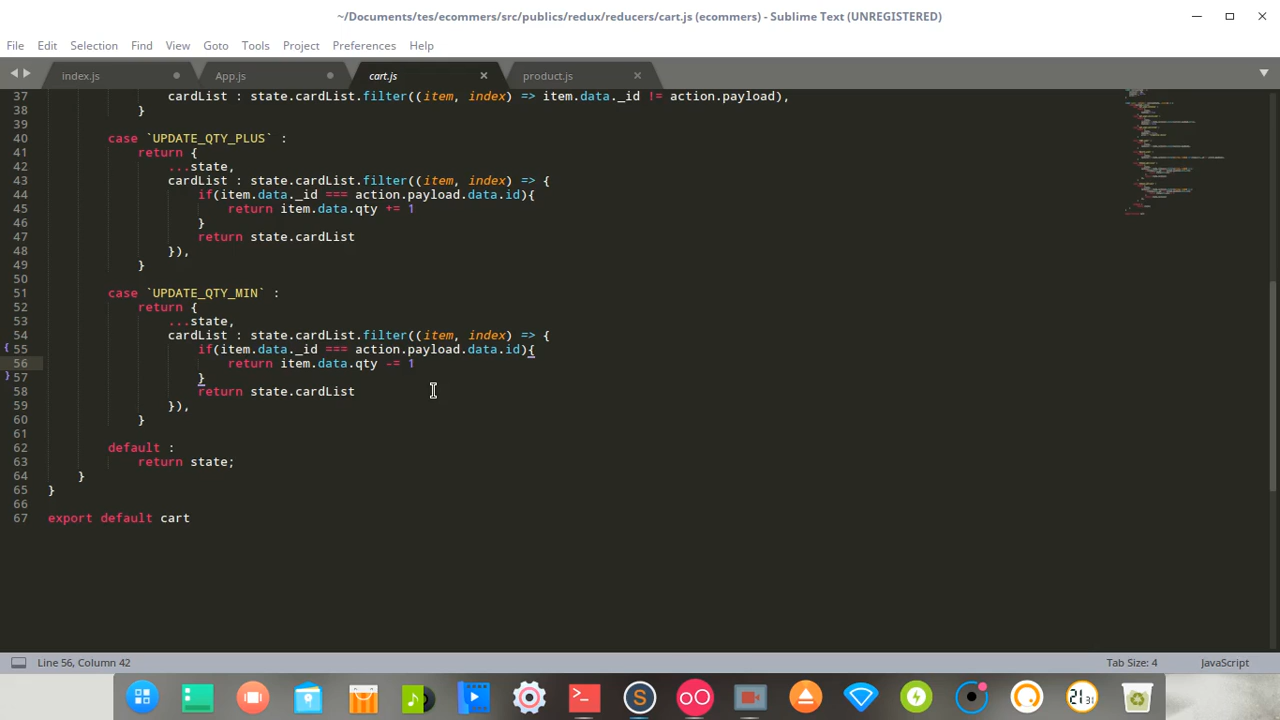 ~/Documents/tes/ecommers/src/publics/redux/reducers/cart.js (ecommers) - Sublime Text (UNREGISTERED)
File Edit Selection Find View Goto Tools Project Preferences Help
index.js App.js cart.js product.js
37 cardList : state.cardList.filter((item, index) => item.data._id != action.payload),
38 }
39
40 case `UPDATE_QTY_PLUS` :
41 return {
42 ...state,
43 cardList : state.cardList.filter((item, index) => {
44 if(item.data._id === action.payload.data.id){
45 return item.data.qty += 1
46 }
47 return state.cardList
48 }),
49 }
50
51 case `UPDATE_QTY_MIN` :
52 return {
53 ...state,
54 cardList : state.cardList.filter((item, index) => {
55 if(item.data._id === action.payload.data.id){
56 return item.data.qty -= 1
57 }
58 return state.cardList
59 }),
60 }
61
62 default :
63 return state;
64 }
65 }
66
67 export default cart
Line 56, Column 42 Tab Size: 4 JavaScript